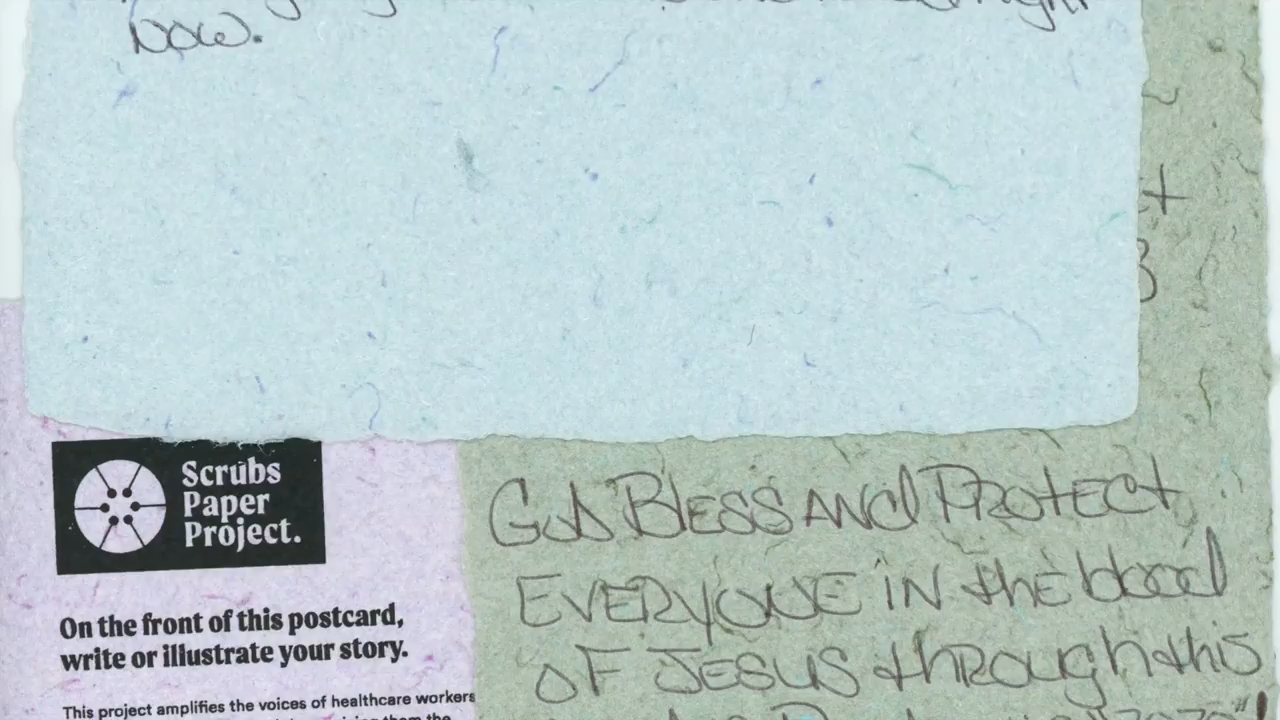 Now.
Scrubs
Paper
Project.
On the front of this postcard,
write or illustrate your story.
This project amplifies the voices of healthcare workers
the
God BlESS ANd PROtECt
EVERYONE iN the blood
OF JESUS thROugh this